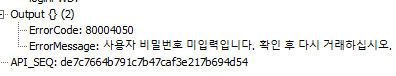 Output {} (2)
ErrorCode: 80004050
ErrorMessage: 사용자 비밀번호 미입력입니다. 확인 후 다시 거래하십시오.
API_SEQ: de7c7664b791c7b47caf3e217b694d54